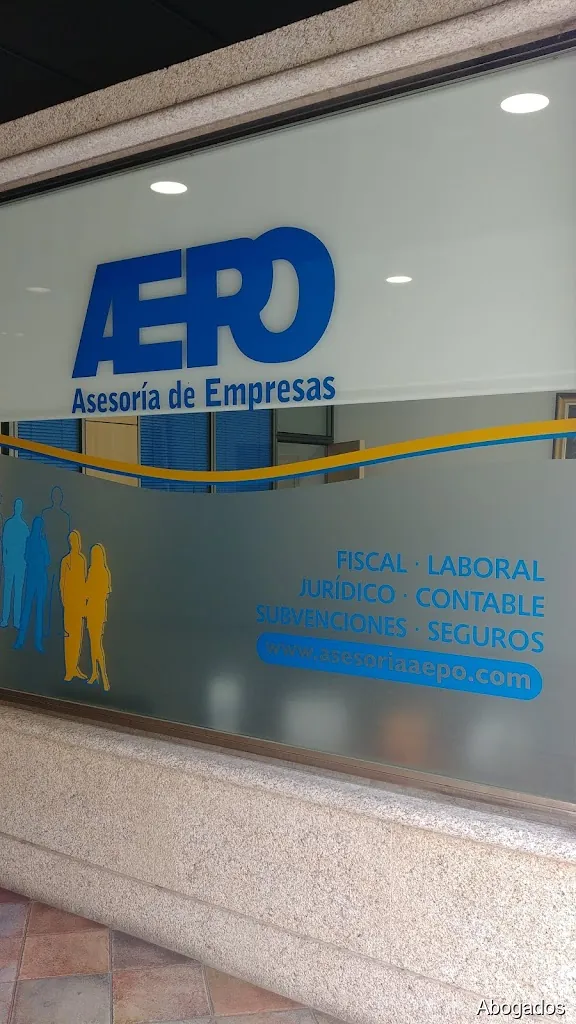 AEPO
Asesoría de Empresas
FISCAL · LABORAL
JURÍDICO · CONTABLE
SUBVENCIONES · SEGUROS
www.asesoriaaepo.com
Abogados